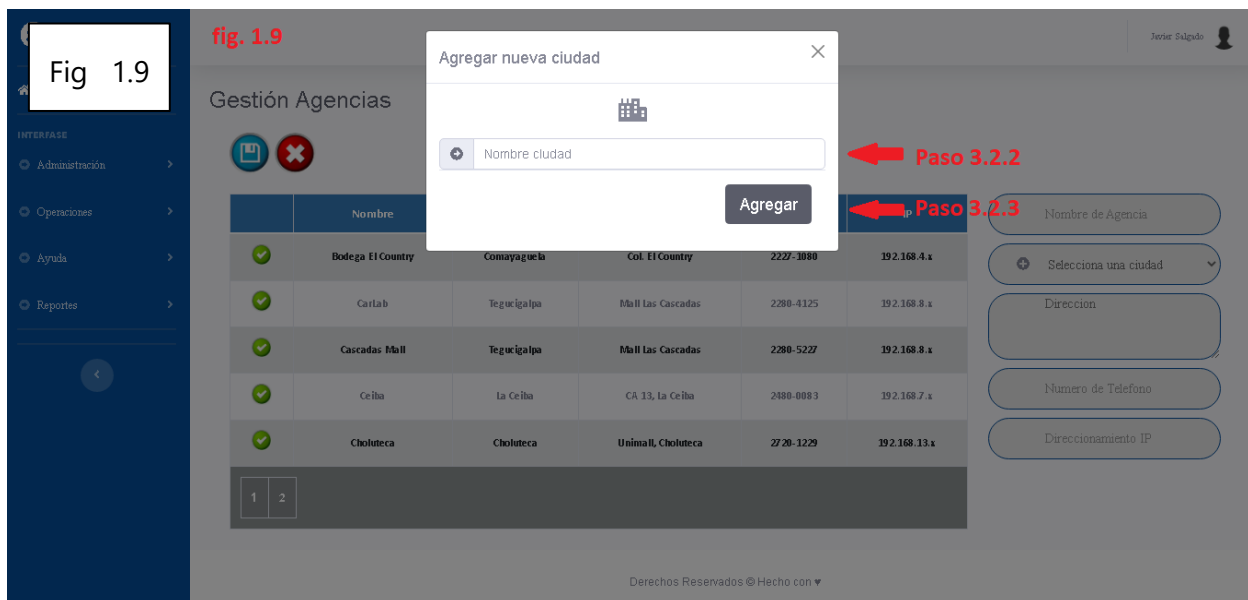 Fig 1.9
fig. 1.9
Javier Salgado
Agregar nueva ciudad
Gestión Agencias
Nombre ciudad
Paso 3.2.2
Agregar
Paso 3.2.3
INTERFASE
Administración
Operaciones
Ayuda
Reportes
Nombre IP
Bodega El Country Comayaguela Col. El Country 2227-1080 192.168.4.x
CarLab Tegucigalpa Mall Las Cascadas 2280-4125 192.168.8.x
Cascadas Mall Tegucigalpa Mall Las Cascadas 2280-5227 192.168.8.x
Ceiba La Ceiba CA 13, La Ceiba 2480-0083 192.168.7.x
Choluteca Choluteca Unimall, Choluteca 2720-1229 192.168.13.x
1 2
Nombre de Agencia
Selecciona una ciudad
Direccion
Numero de Telefono
Direccionamiento IP
Derechos Reservados © Hecho con ♥